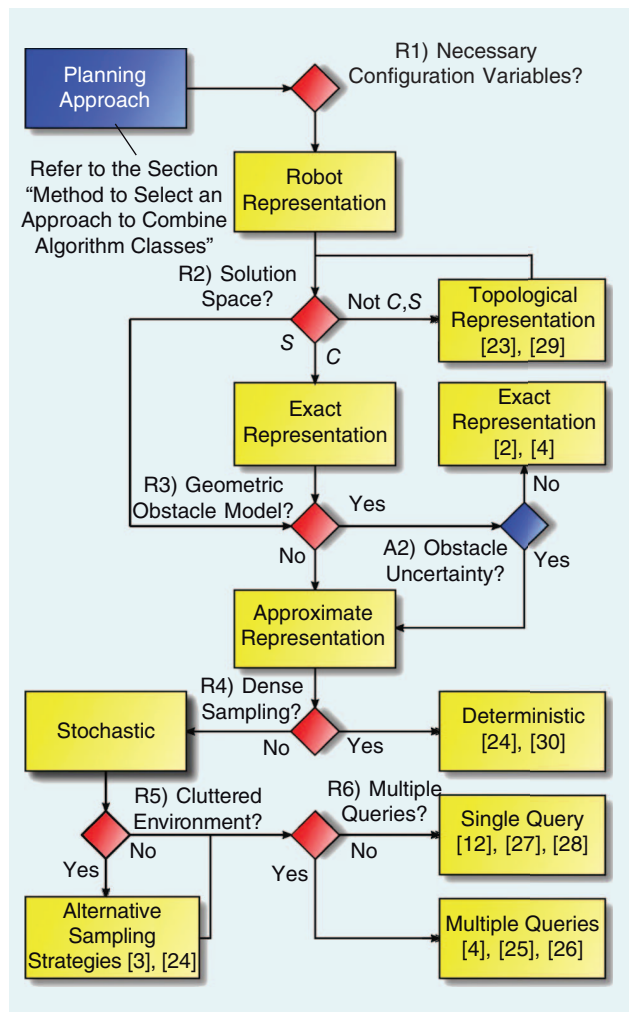 Planning
Approach
R1) Necessary
Configuration Variables?
Refer to the Section
“Method to Select an
Approach to Combine
Algorithm Classes”
Robot
Representation
R2) Solution
Space?
Not C,S
S
C
Topological
Representation
[23], [29]
Exact
Representation
Exact
Representation
[2], [4]
R3) Geometric
Obstacle Model?
Yes
No
No
A2) Obstacle
Uncertainty?
Yes
Approximate
Representation
R4) Dense
Sampling?
No
Yes
Stochastic
Deterministic
[24], [30]
R5) Cluttered
Environment?
Yes
No
R6) Multiple
Queries?
No
Yes
Single Query
[12], [27], [28]
Alternative
Sampling
Strategies [3], [24]
Multiple Queries
[4], [25], [26]